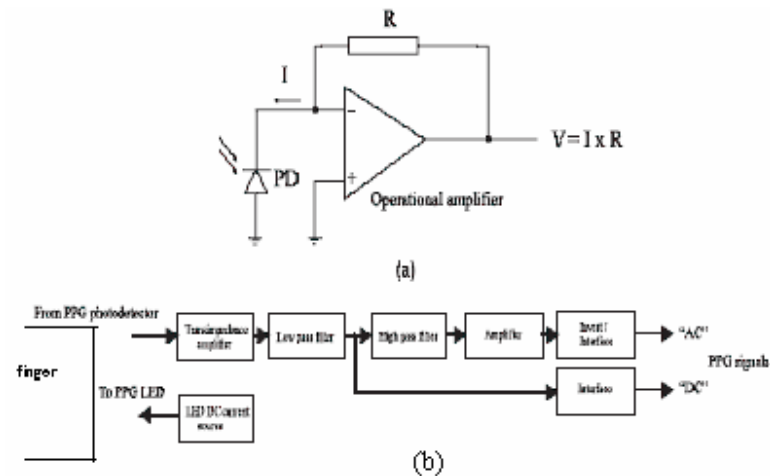 R
I
−
+
PD
V = I x R
Operational amplifier
(a)
From PPG photodetector
Transimpedance
amplifier
Low pass filter
High pass filter
Amplifier
Invert /
Interface
"AC"
PPG signals
finger
To PPG LED
LED DC current
source
Interface
"DC"
(b)